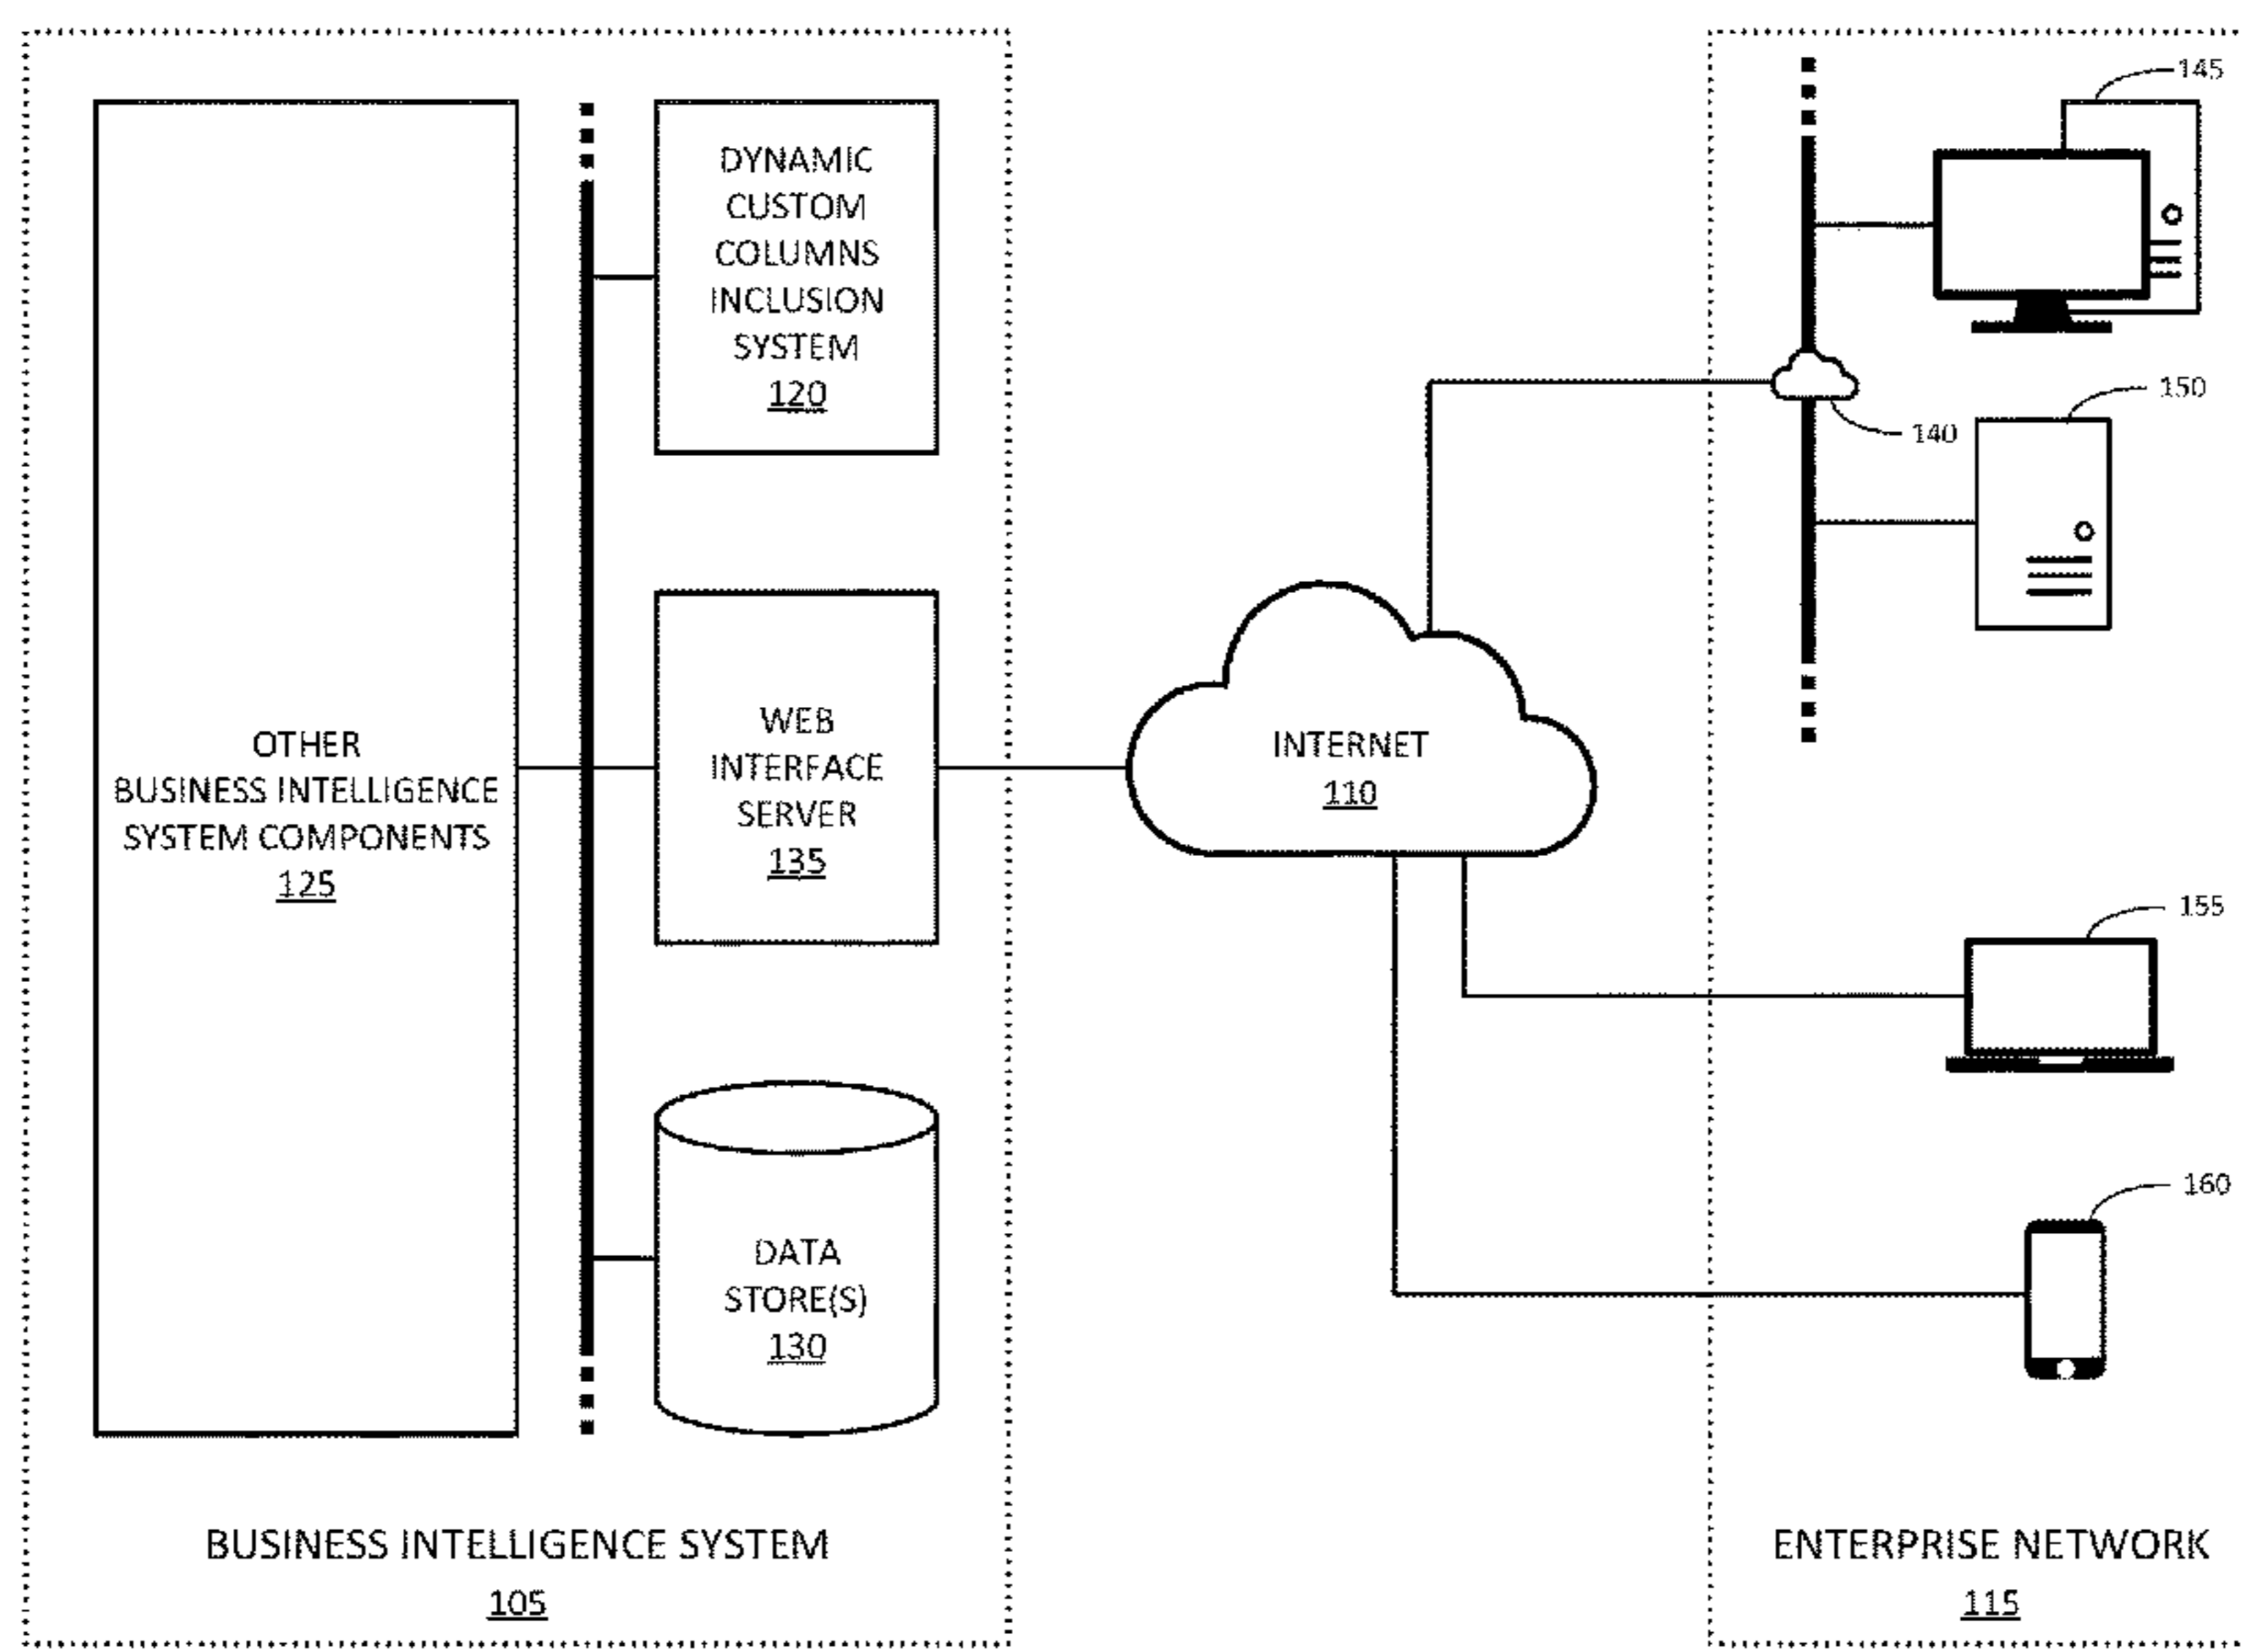 DYNAMIC
CUSTOM
COLUMNS
INCLUSION
SYSTEM
120
OTHER
BUSINESS INTELLIGENCE
SYSTEM COMPONENTS
125
WEB
INTERFACE
SERVER
135
DATA
STORE(S)
130
BUSINESS INTELLIGENCE SYSTEM
105
INTERNET
110
145
140
150
155
160
ENTERPRISE NETWORK
115